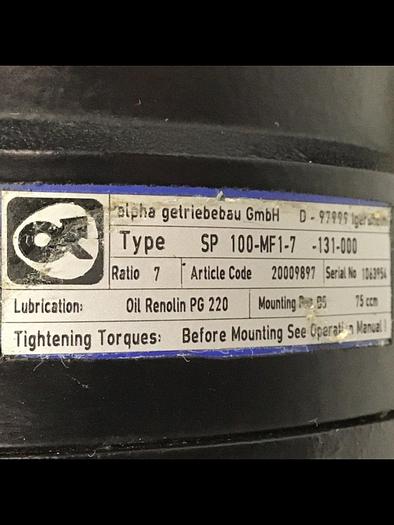 alpha getriebebau GmbH D - 97999 Igersheim
Type SP 100-MF1-7 -131-000
Ratio 7 Article Code 20009897 Serial No 1063954
Lubrication: Oil Renolin PG 220 Mounting B5 75 ccm
Tightening Torques: Before Mounting See Operation Manual !